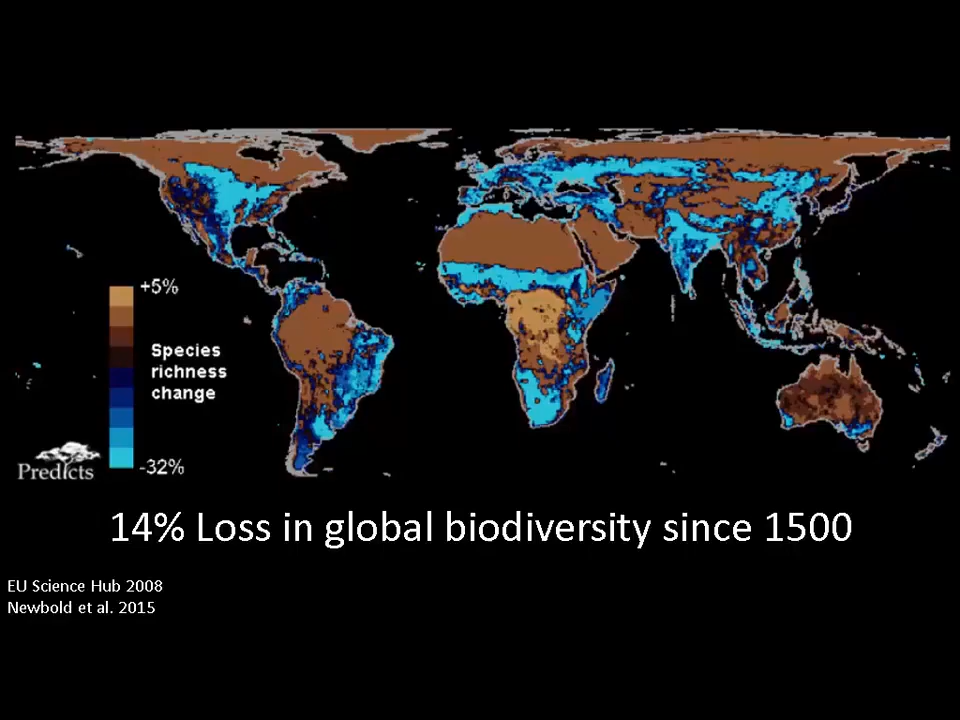 +5%
Species
richness
change
-32%
Predicts
14% Loss in global biodiversity since 1500
EU Science Hub 2008
Newbold et al. 2015